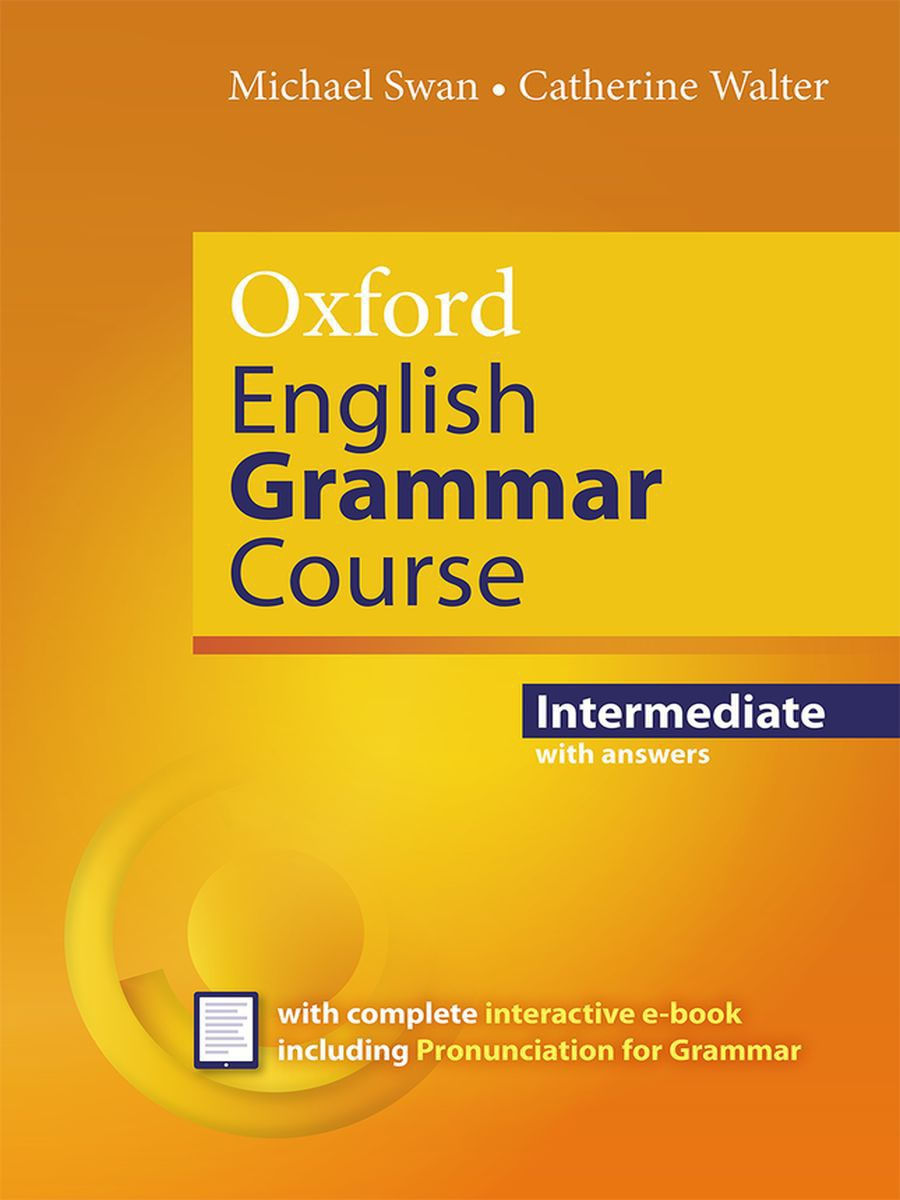 Michael Swan • Catherine Walter
Oxford
English
Grammar
Course
Intermediate
with answers
with complete interactive e-book
including Pronunciation for Grammar